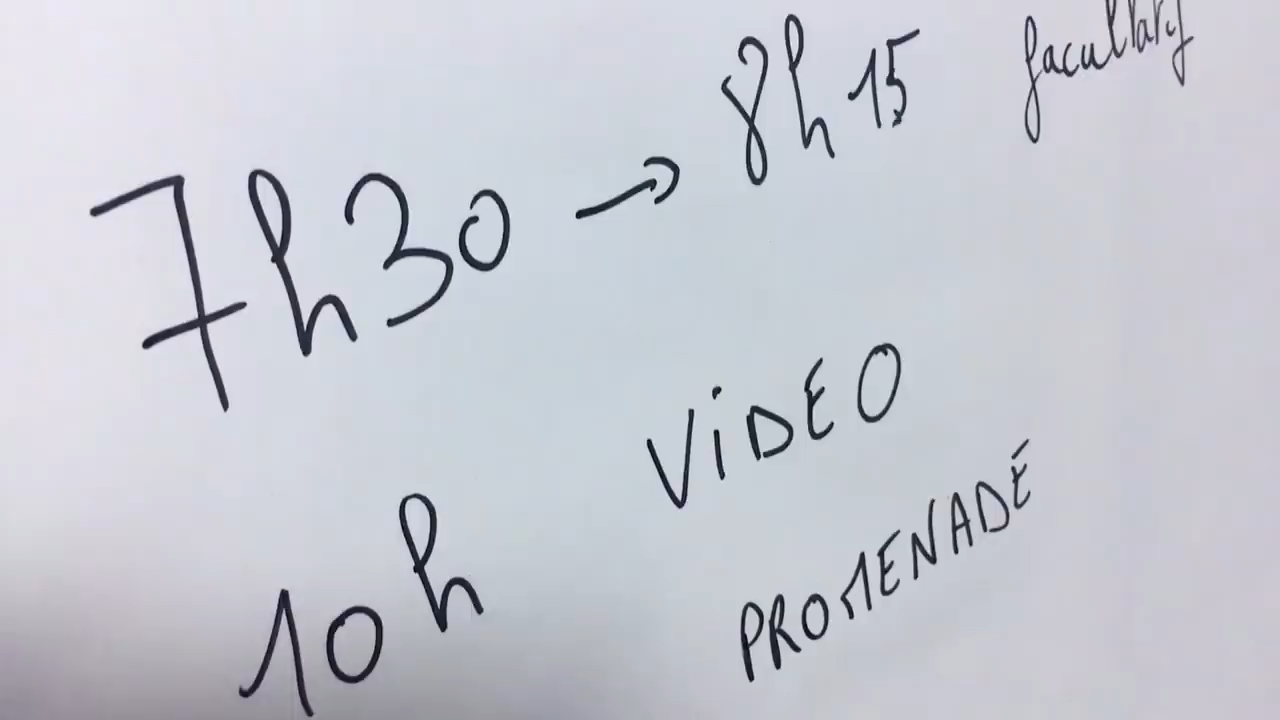 7h30 → 8h15 facultatif
VIDEO
10h PROMENADE